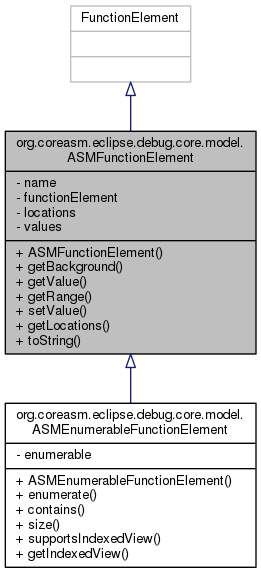 FunctionElement
org.coreasm.eclipse.debug.core.model.
ASMFunctionElement
- name
- functionElement
- locations
- values
+ ASMFunctionElement()
+ getBackground()
+ getValue()
+ getRange()
+ setValue()
+ getLocations()
+ toString()
org.coreasm.eclipse.debug.core.model.
ASMEnumerableFunctionElement
- enumerable
+ ASMEnumerableFunctionElement()
+ enumerate()
+ contains()
+ size()
+ supportsIndexedView()
+ getIndexedView()